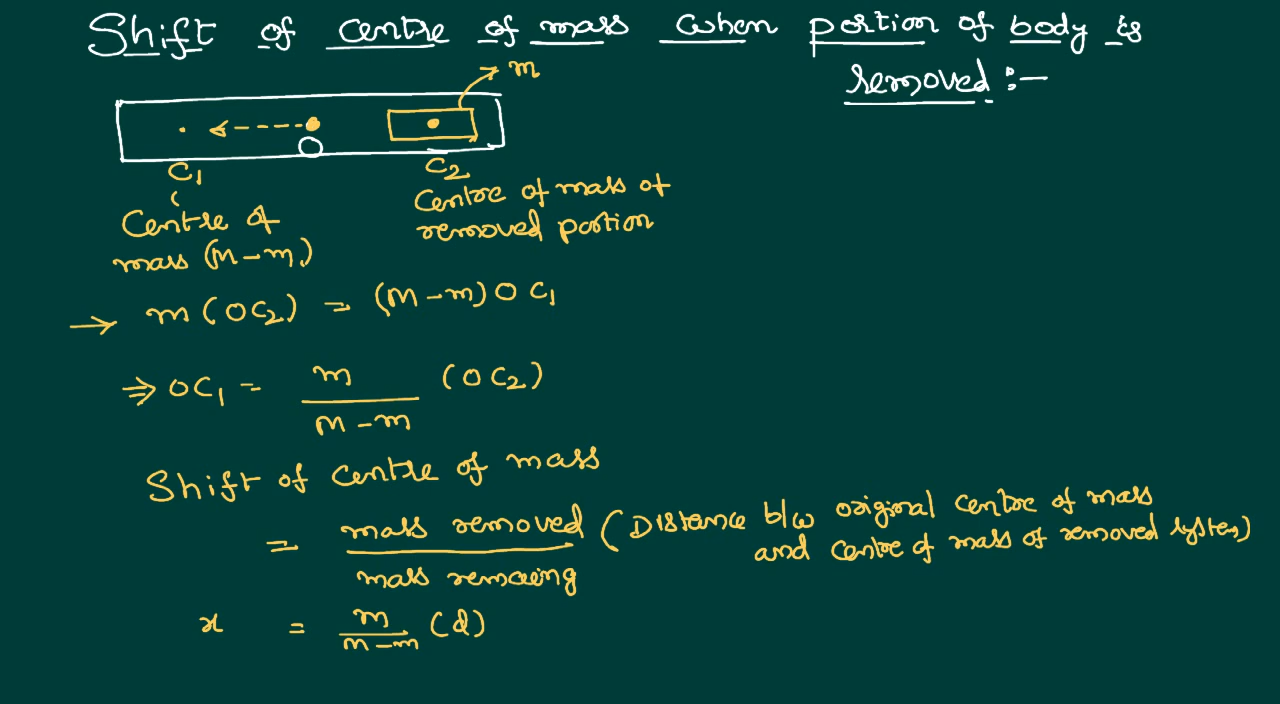 Shift of centre of mass when portion of body is
removed :-
m
O
C₁
C₂
Centre of
mass (M-m)
Centre of mass of
removed portion
→ m(OC₂) = (M-m)OC₁
⇒ OC₁ = m/(M-m) (OC₂)
Shift of centre of mass
= mass removed / mass remaing (Distance b/w original centre of mass
and centre of mass of removed system)
x = m/(M-m) (d)